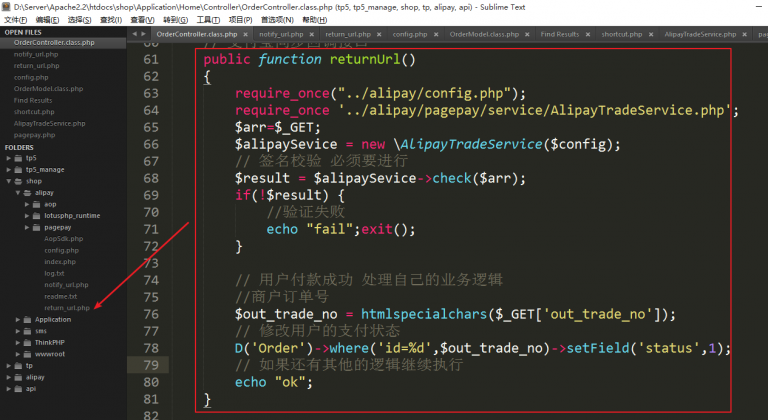 D:\Server\Apache2.2\htdocs\shop\Application\Home\Controller\OrderController.class.php (tp5, tp5_manage, shop, tp, alipay, api) - Sublime Text
文件(F) 编辑(E) 选择(S) 查找(I) 查看(V) 转到(G) 工具(T) 项目(P) 首选项(N) 帮助(H)
OPEN FILES
OrderController.class.php
notify_url.php
return_url.php
config.php
OrderModel.class.php
Find Results
shortcut.php
AlipayTradeService.php
pagepay.php
FOLDERS
tp5
tp5_manage
shop
alipay
aop
lotusphp_runtime
pagepay
AopSdk.php
config.php
index.php
log.txt
notify_url.php
readme.txt
return_url.php
Application
sms
ThinkPHP
wwwroot
tp
alipay
api
OrderController.class.php × notify_url.php × return_url.php × config.php × OrderModel.class.php × Find Results × shortcut.php × AlipayTradeService.php × pa
60 // 支付宝同步回调接口
61 public function returnUrl()
62 {
63 require_once("../alipay/config.php");
64 require_once '../alipay/pagepay/service/AlipayTradeService.php';
65 $arr=$_GET;
66 $alipaySevice = new \AlipayTradeService($config);
67 // 签名校验 必须要进行
68 $result = $alipaySevice->check($arr);
69 if(!$result) {
70 //验证失败
71 echo "fail";exit();
72 }
73
74 // 用户付款成功 处理自己的业务逻辑
75 //商户订单号
76 $out_trade_no = htmlspecialchars($_GET['out_trade_no']);
77 // 修改用户的支付状态
78 D('Order')->where('id=%d',$out_trade_no)->setField('status',1);
79 // 如果还有其他的逻辑继续执行
80 echo "ok";
81 }
82